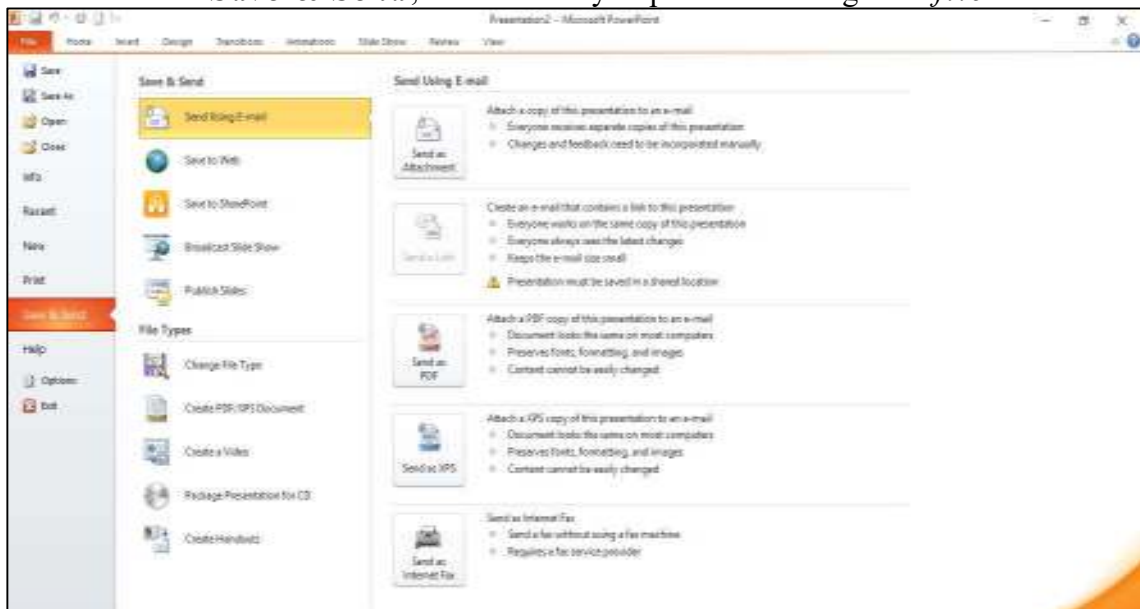 Presentation2 - Microsoft PowerPoint
File Home Insert Design Transitions Animations Slide Show Review View
Save
Save As
Open
Close
Info
Recent
New
Print
Save & Send
Help
Options
Exit
Save & Send
Send Using E-mail
Save to Web
Save to SharePoint
Broadcast Slide Show
Publish Slides
File Types
Change File Type
Create PDF/XPS Document
Create a Video
Package Presentation for CD
Create Handouts
Send Using E-mail
Send as
Attachment
Attach a copy of this presentation to an e-mail
Everyone receives separate copies of this presentation
Changes and feedback need to be incorporated manually
Send a Link
Create an e-mail that contains a link to this presentation
Everyone works on the same copy of this presentation
Everyone always sees the latest changes
Keeps the e-mail size small
Presentation must be saved in a shared location
Send as
PDF
Attach a PDF copy of this presentation to an e-mail
Document looks the same on most computers
Preserves fonts, formatting, and images
Content cannot be easily changed
Send as XPS
Attach a XPS copy of this presentation to an e-mail
Document looks the same on most computers
Preserves fonts, formatting, and images
Content cannot be easily changed
Send as
Internet Fax
Send as Internet Fax
Send a fax without using a fax machine
Requires a fax service provider